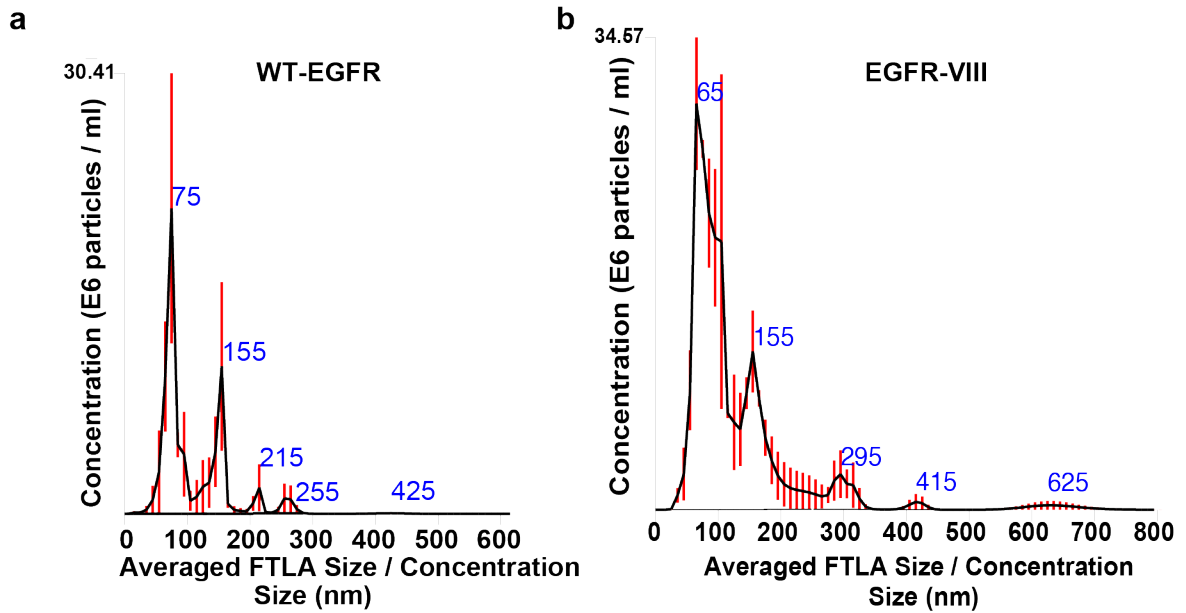 a
WT-EGFR
30.41
Concentration (E6 particles / ml)
75
155
215
255
425
0 100 200 300 400 500 600
Averaged FTLA Size / Concentration
Size (nm)
b
EGFR-VIII
34.57
Concentration (E6 particles / ml)
65
155
295
415
625
0 100 200 300 400 500 600 700 800
Averaged FTLA Size / Concentration
Size (nm)